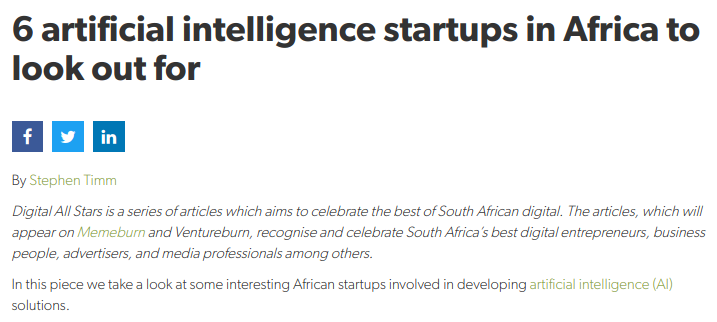 6 artificial intelligence startups in Africa to
look out for
f in
By Stephen Timm
Digital All Stars is a series of articles which aims to celebrate the best of South African digital. The articles, which will
appear on Memeburn and Ventureburn, recognise and celebrate South Africa's best digital entrepreneurs, business
people, advertisers, and media professionals among others.
In this piece we take a look at some interesting African startups involved in developing artificial intelligence (AI)
solutions.